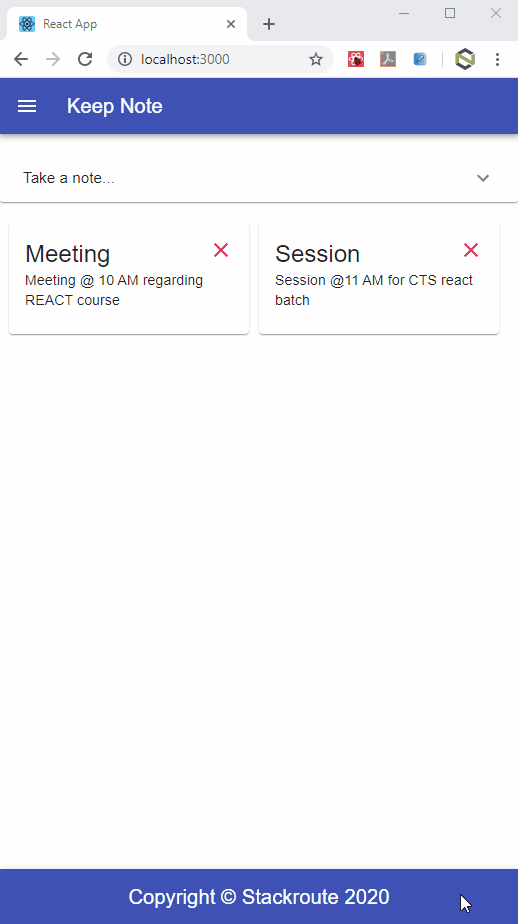 React App
localhost:3000
Keep Note
Take a note...
Meeting
Meeting @ 10 AM regarding
REACT course
Session
Session @11 AM for CTS react
batch
Copyright © Stackroute 2020